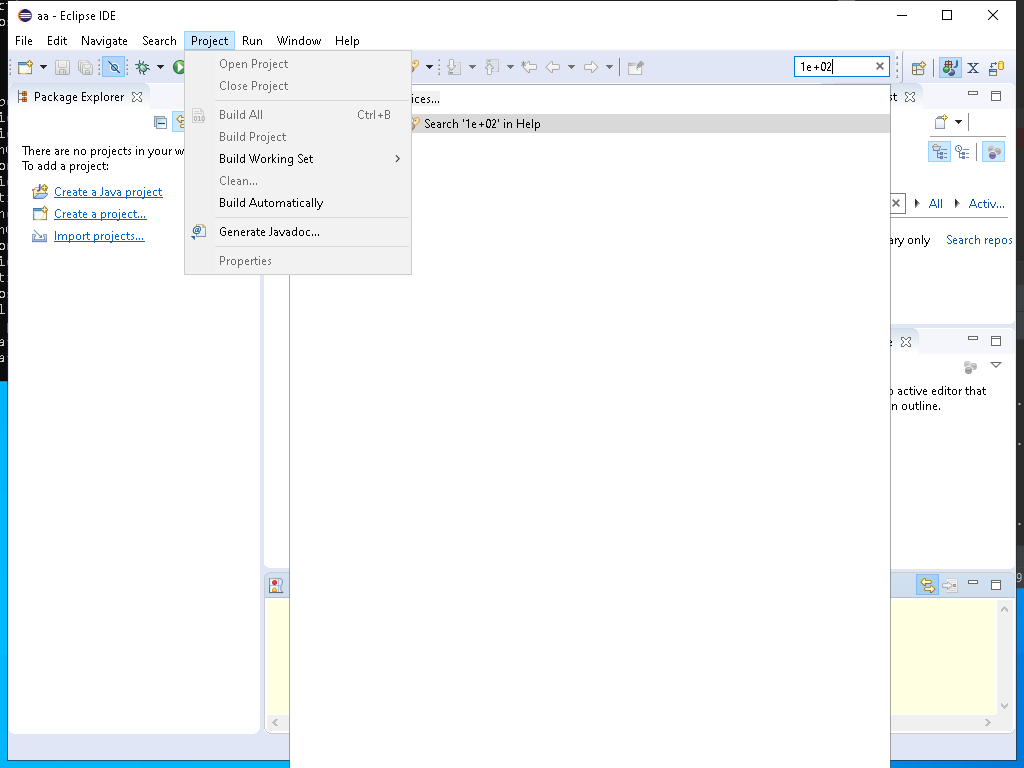 aa - Eclipse IDE
File Edit Navigate Search Project Run Window Help
1e+02
Package Explorer
There are no projects in your w
To add a project:
Create a Java project
Create a project...
Import projects...
Open Project
Close Project
Build All Ctrl+B
Build Project
Build Working Set
Clean...
Build Automatically
Generate Javadoc...
Properties
ices...
Search '1e+02' in Help
st
All Activ...
ary only Search repos
e
o active editor that
n outline.